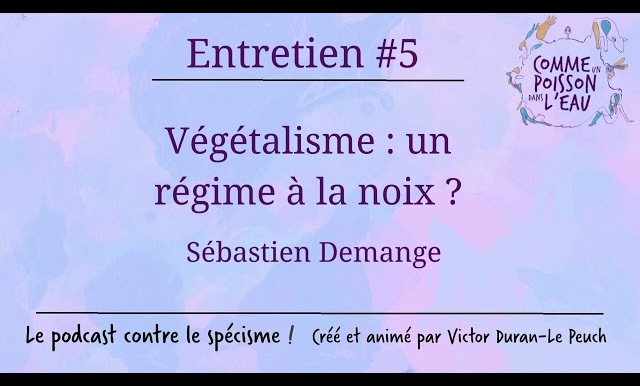 Entretien #5
COMME UN
POISSON
DANS L'EAU
Végétalisme : un
régime à la noix ?
Sébastien Demange
Le podcast contre le spécisme ! Créé et animé par Victor Duran-Le Peuch